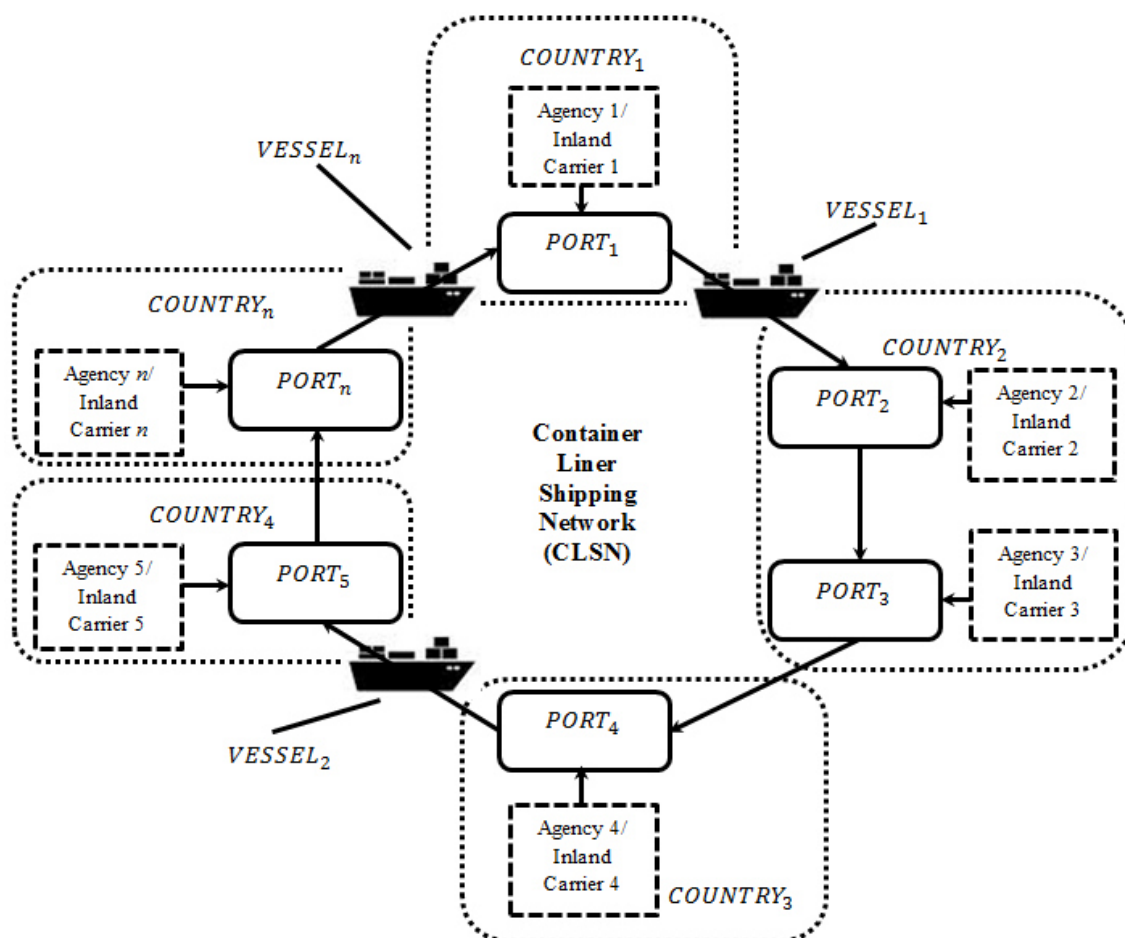 COUNTRY₁
Agency 1/
Inland
Carrier 1
PORT₁
VESSELₙ
VESSEL₁
COUNTRYₙ
Agency n/
Inland
Carrier n
PORTₙ
COUNTRY₂
PORT₂
Agency 2/
Inland
Carrier 2
Container
Liner
Shipping
Network
(CLSN)
COUNTRY₄
Agency 5/
Inland
Carrier 5
PORT₅
PORT₃
Agency 3/
Inland
Carrier 3
VESSEL₂
PORT₄
Agency 4/
Inland
Carrier 4
COUNTRY₃